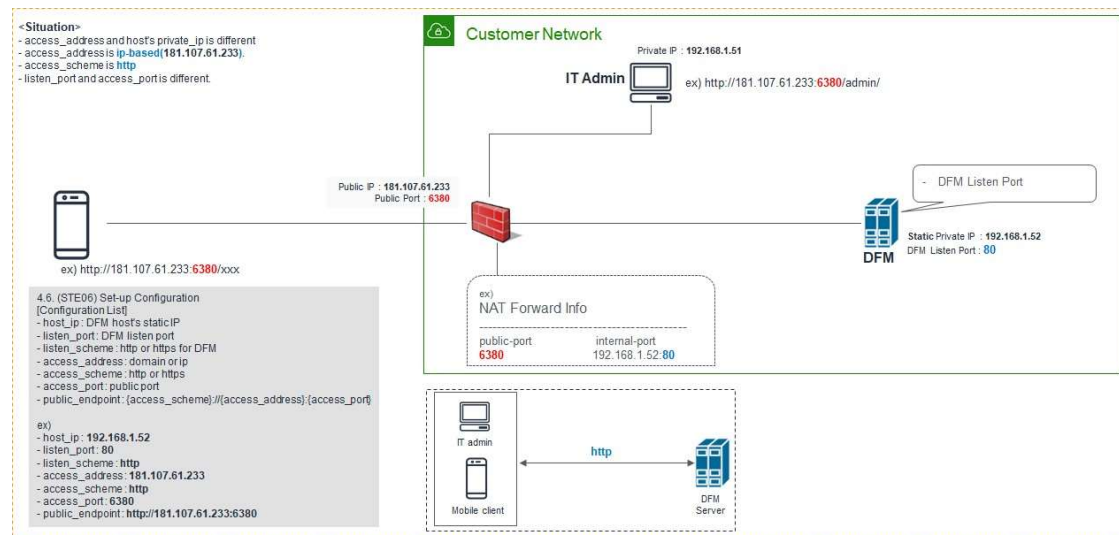 <Situation>
- access_address and host's private_ip is different
- access_address is ip-based(181.107.61.233).
- access_scheme is http
- listen_port and access_port is different.
Customer Network
Private IP : 192.168.1.51
IT Admin
ex) http://181.107.61.233:6380/admin/
Public IP : 181.107.61.233
Public Port : 6380
- DFM Listen Port
Static Private IP : 192.168.1.52
DFM Listen Port : 80
DFM
ex) http://181.107.61.233:6380/xxx
ex)
NAT Forward Info
public-port internal-port
6380 192.168.1.52:80
4.6. (STE06) Set-up Configuration
[Configuration List]
- host_ip : DFM host's static IP
- listen_port : DFM listen port
- listen_scheme : http or https for DFM
- access_address : domain or ip
- access_scheme : http or https
- access_port : public port
- public_endpoint : {access_scheme}://{access_address}:{access_port}
ex)
- host_ip : 192.168.1.52
- listen_port : 80
- listen_scheme : http
- access_address : 181.107.61.233
- access_scheme : http
- access_port : 6380
- public_endpoint : http://181.107.61.233:6380
IT admin
http
Mobile client
DFM
Server